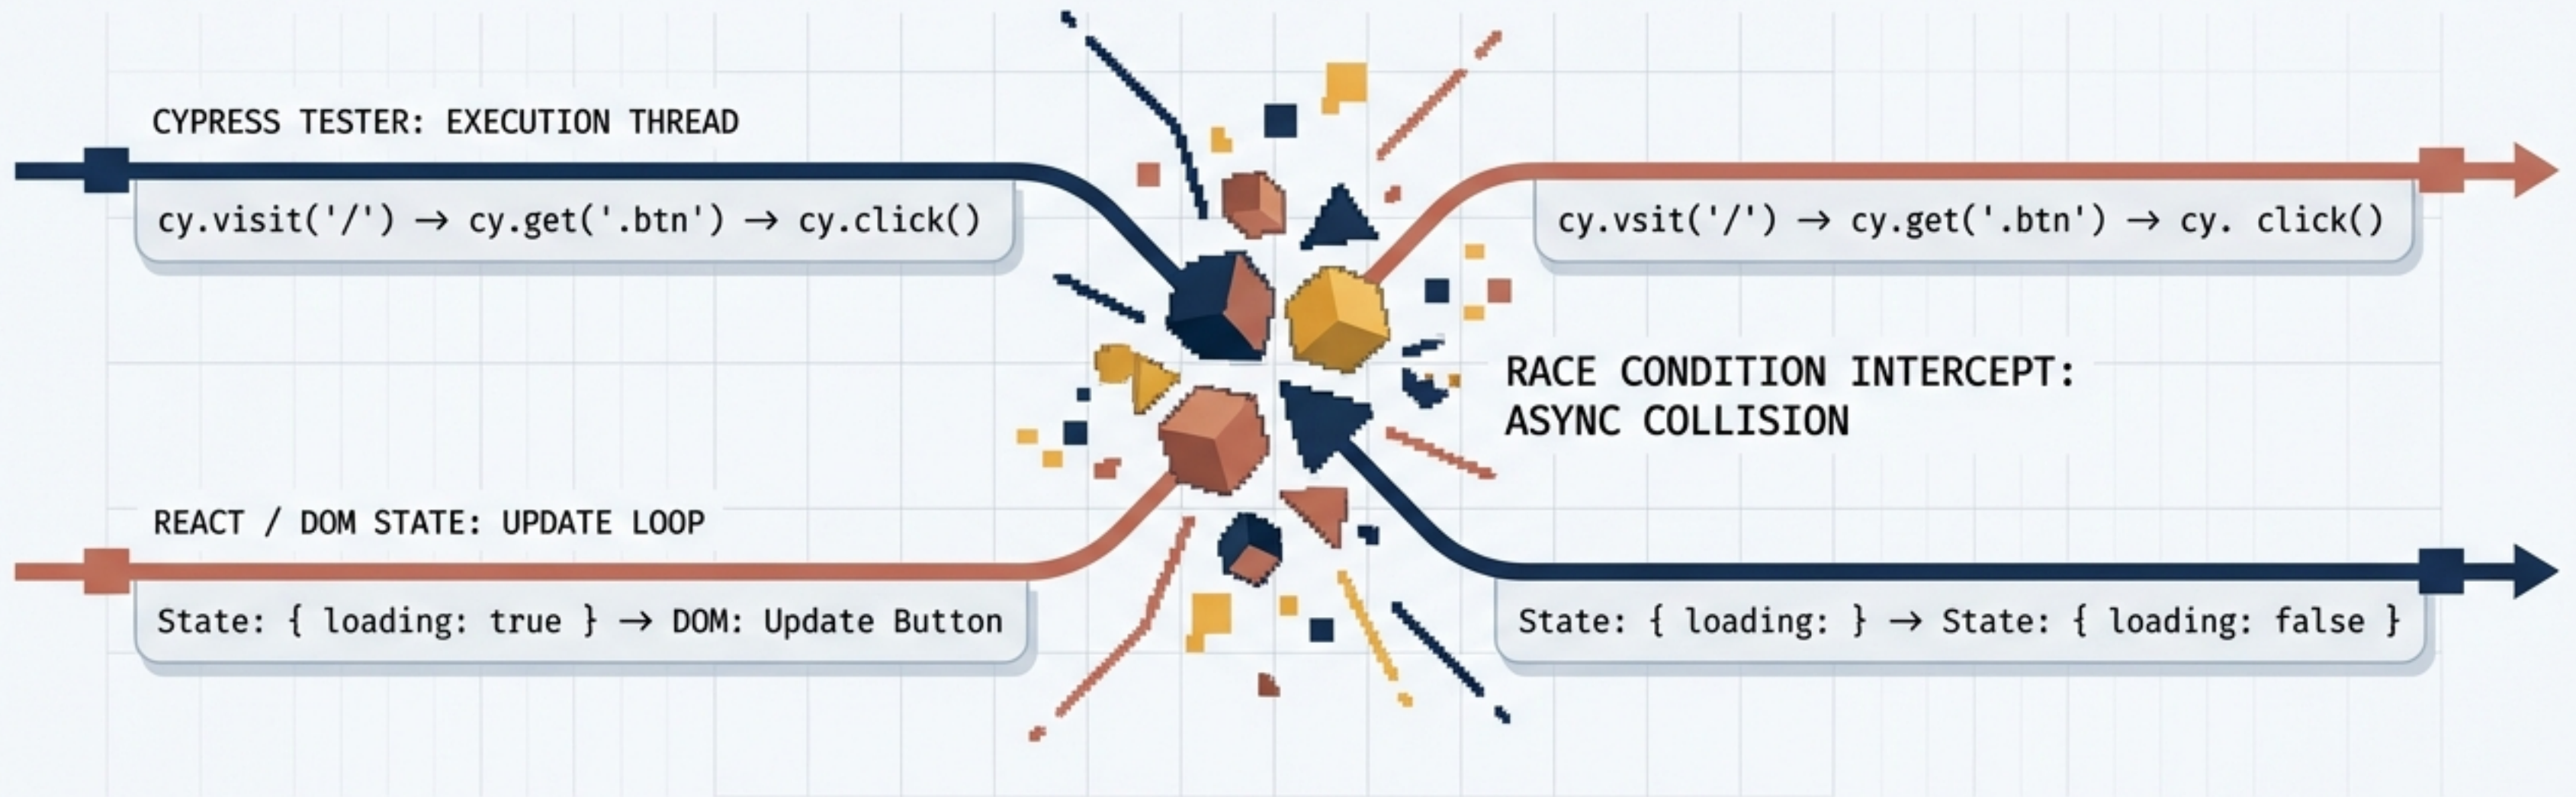 CYPRESS TESTER: EXECUTION THREAD
cy.visit('/') → cy.get('.btn') → cy.click()
cy.vsit('/') → cy.get('.btn') → cy. click()
RACE CONDITION INTERCEPT:
ASYNC COLLISION
REACT / DOM STATE: UPDATE LOOP
State: { loading: true } → DOM: Update Button
State: { loading: } → State: { loading: false }